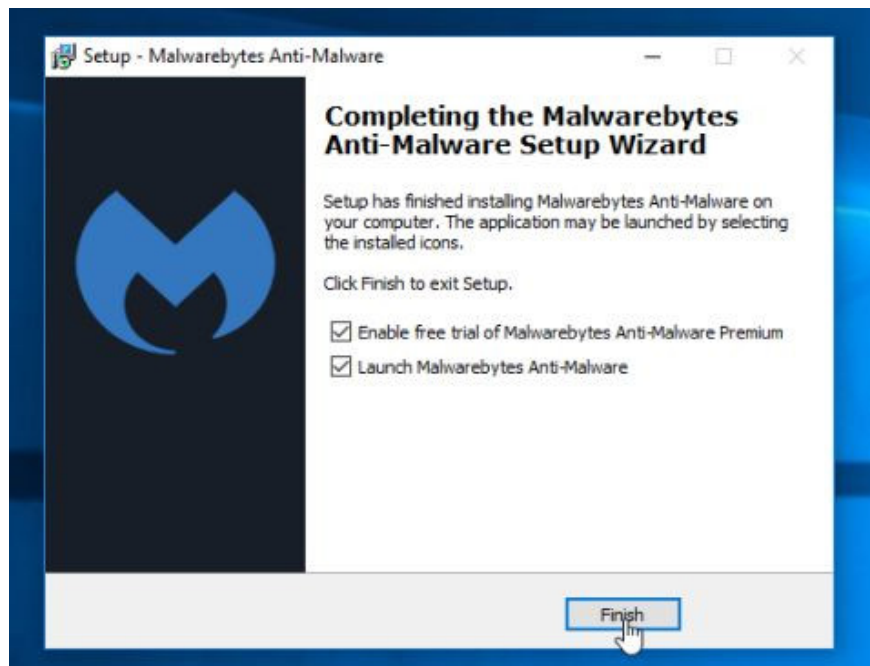 Setup - Malwarebytes Anti-Malware
Completing the Malwarebytes
Anti-Malware Setup Wizard
Setup has finished installing Malwarebytes Anti-Malware on
your computer. The application may be launched by selecting
the installed icons.
Click Finish to exit Setup.
Enable free trial of Malwarebytes Anti-Malware Premium
Launch Malwarebytes Anti-Malware
Finish